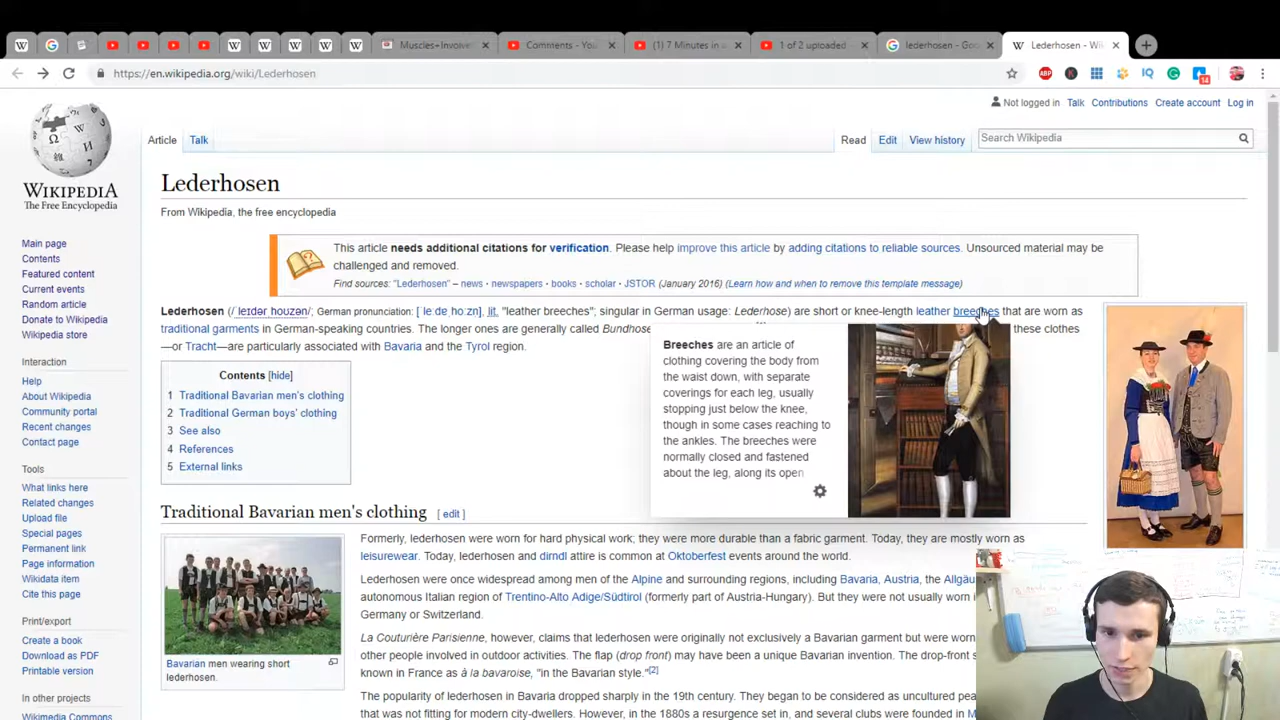 Muscles+Involve
Comments - You
(1) 7 Minutes in
1 of 2 uploaded
lederhosen - Goo
Lederhosen - Wi
https://en.wikipedia.org/wiki/Lederhosen
ABP
K
IQ
G
14
Not logged in Talk Contributions Create account Log in
Article Talk
Read Edit View history
Search Wikipedia
WIKIPEDIA
The Free Encyclopedia
Main page
Contents
Featured content
Current events
Random article
Donate to Wikipedia
Wikipedia store
Interaction
Help
About Wikipedia
Community portal
Recent changes
Contact page
Tools
What links here
Related changes
Upload file
Special pages
Permanent link
Page information
Wikidata item
Cite this page
Print/export
Create a book
Download as PDF
Printable version
In other projects
Wikimedia Commons
Lederhosen
From Wikipedia, the free encyclopedia
This article needs additional citations for verification. Please help improve this article by adding citations to reliable sources. Unsourced material may be
challenged and removed.
Find sources: "Lederhosen" – news · newspapers · books · scholar · JSTOR (January 2016) (Learn how and when to remove this template message)
Lederhosen (/ˈleɪdərˌhoʊzən/; German pronunciation: [ˈleːdɐˌhoːzn̩], lit. "leather breeches"; singular in German usage: Lederhose) are short or knee-length leather breeches that are worn as
traditional garments in German-speaking countries. The longer ones are generally called Bundhose these clothes
—or Tracht—are particularly associated with Bavaria and the Tyrol region.
Breeches are an article of
clothing covering the body from
the waist down, with separate
coverings for each leg, usually
stopping just below the knee,
though in some cases reaching to
the ankles. The breeches were
normally closed and fastened
about the leg, along its open
Contents [hide]
1 Traditional Bavarian men's clothing
2 Traditional German boys' clothing
3 See also
4 References
5 External links
Traditional Bavarian men's clothing [ edit ]
Bavarian men wearing short
lederhosen.
Formerly, lederhosen were worn for hard physical work; they were more durable than a fabric garment. Today, they are mostly worn as
leisurewear. Today, lederhosen and dirndl attire is common at Oktoberfest events around the world.
Lederhosen were once widespread among men of the Alpine and surrounding regions, including Bavaria, Austria, the Allgäu
autonomous Italian region of Trentino-Alto Adige/Südtirol (formerly part of Austria-Hungary). But they were not usually worn i
Germany or Switzerland.
La Couturière Parisienne, however, claims that lederhosen were originally not exclusively a Bavarian garment but were wor
other people involved in outdoor activities. The flap (drop front) may have been a unique Bavarian invention. The drop-front s
known in France as à la bavaroise, "in the Bavarian style."[2]
The popularity of lederhosen in Bavaria dropped sharply in the 19th century. They began to be considered as uncultured pea
that was not fitting for modern city-dwellers. However, in the 1880s a resurgence set in, and several clubs were founded in M